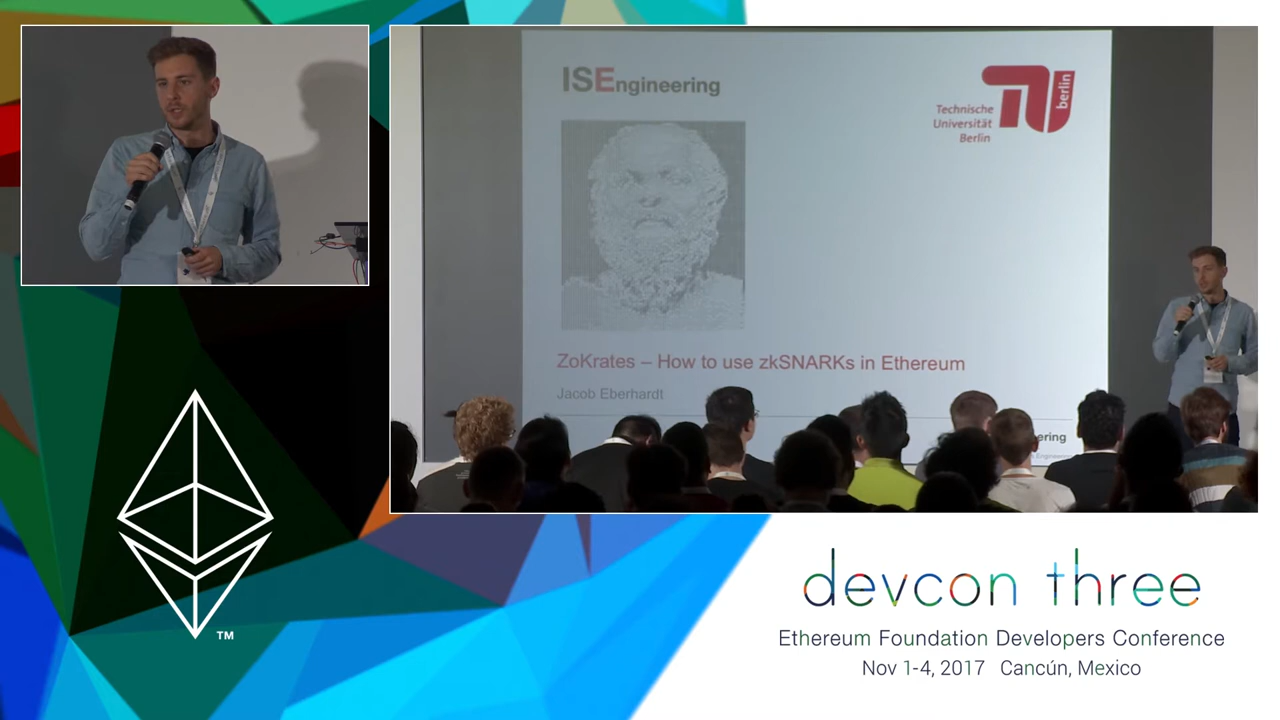 ISEngineering
Technische
Universität
Berlin
berlin
ZoKrates – How to use zkSNARKs in Ethereum
Jacob Eberhardt
TM
devcon three
Ethereum Foundation Developers Conference
Nov 1-4, 2017 Cancún, Mexico